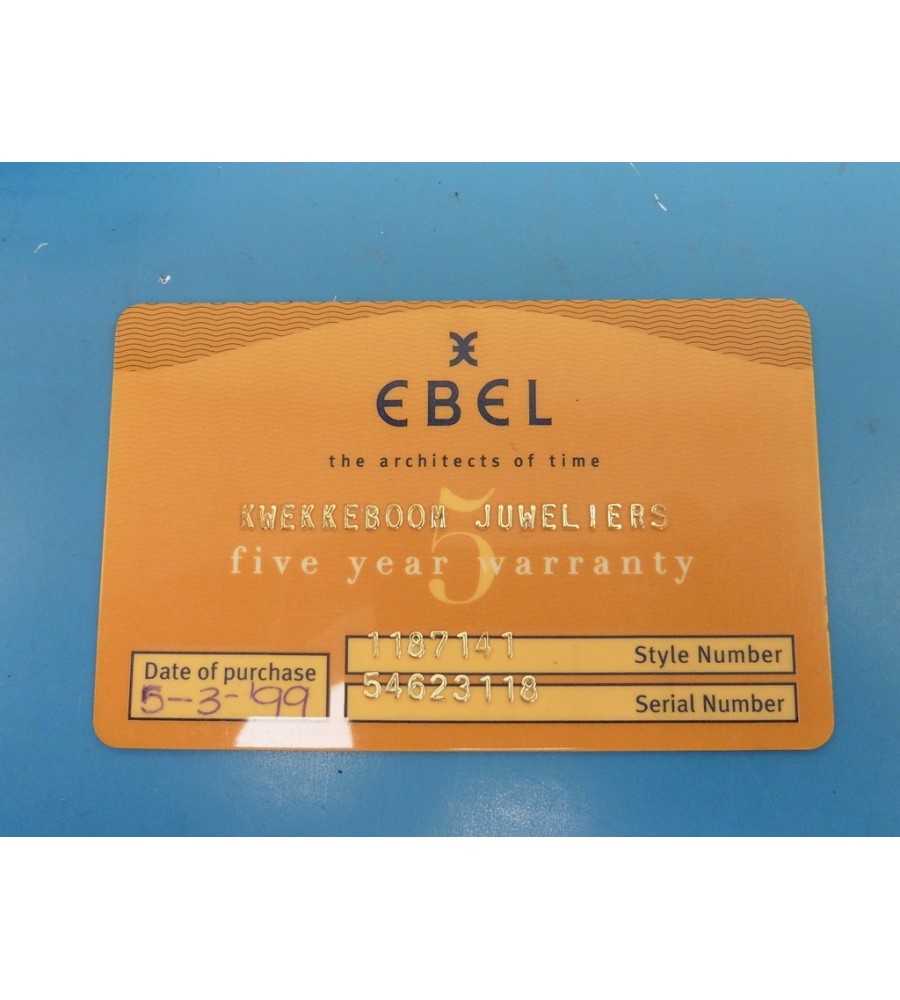 EBEL
the architects of time
KWEKKEBOOM JUWELIERS
5
five year warranty
1187141 Style Number
Date of purchase
5-3-'99
54623118 Serial Number